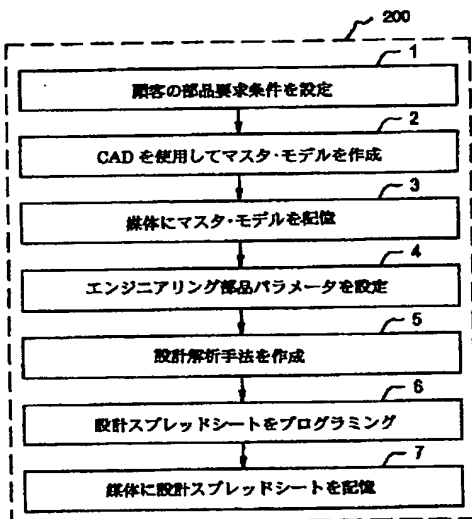 200
1
顧客の部品要求条件を設定
2
CADを使用してマスタ·モデルを作成
3
媒体にマスタ·モデルを記憶
4
エンジニアリング部品パラメータを設定
5
設計解析手法を作成
6
設計スプレッドシートをプログラミング
7
媒体に設計スプレッドシートを記憶